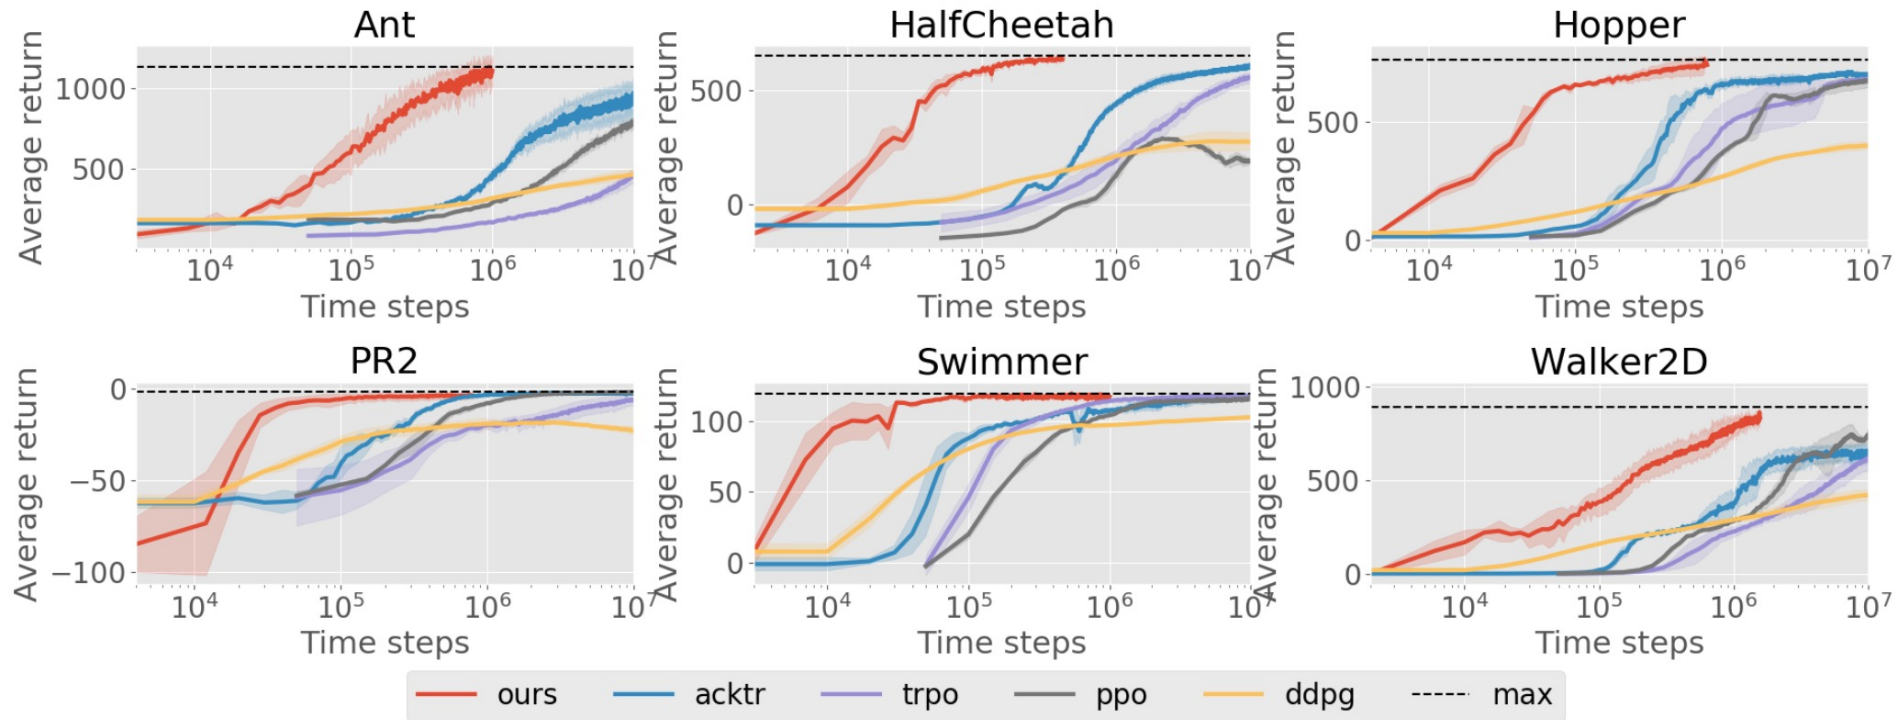 Ant
HalfCheetah
Hopper
Average return
1000
500
10⁴ 10⁵ 10⁶ 10⁷
Time steps
Average return
500
0
10⁴ 10⁵ 10⁶ 10⁷
Time steps
Average return
500
0
10⁴ 10⁵ 10⁶ 10⁷
Time steps
PR2
Swimmer
Walker2D
Average return
0
−50
−100
10⁴ 10⁵ 10⁶ 10⁷
Time steps
Average return
100
50
0
10⁴ 10⁵ 10⁶ 10⁷
Time steps
Average return
1000
500
0
10⁴ 10⁵ 10⁶ 10⁷
Time steps
ours acktr trpo ppo ddpg max